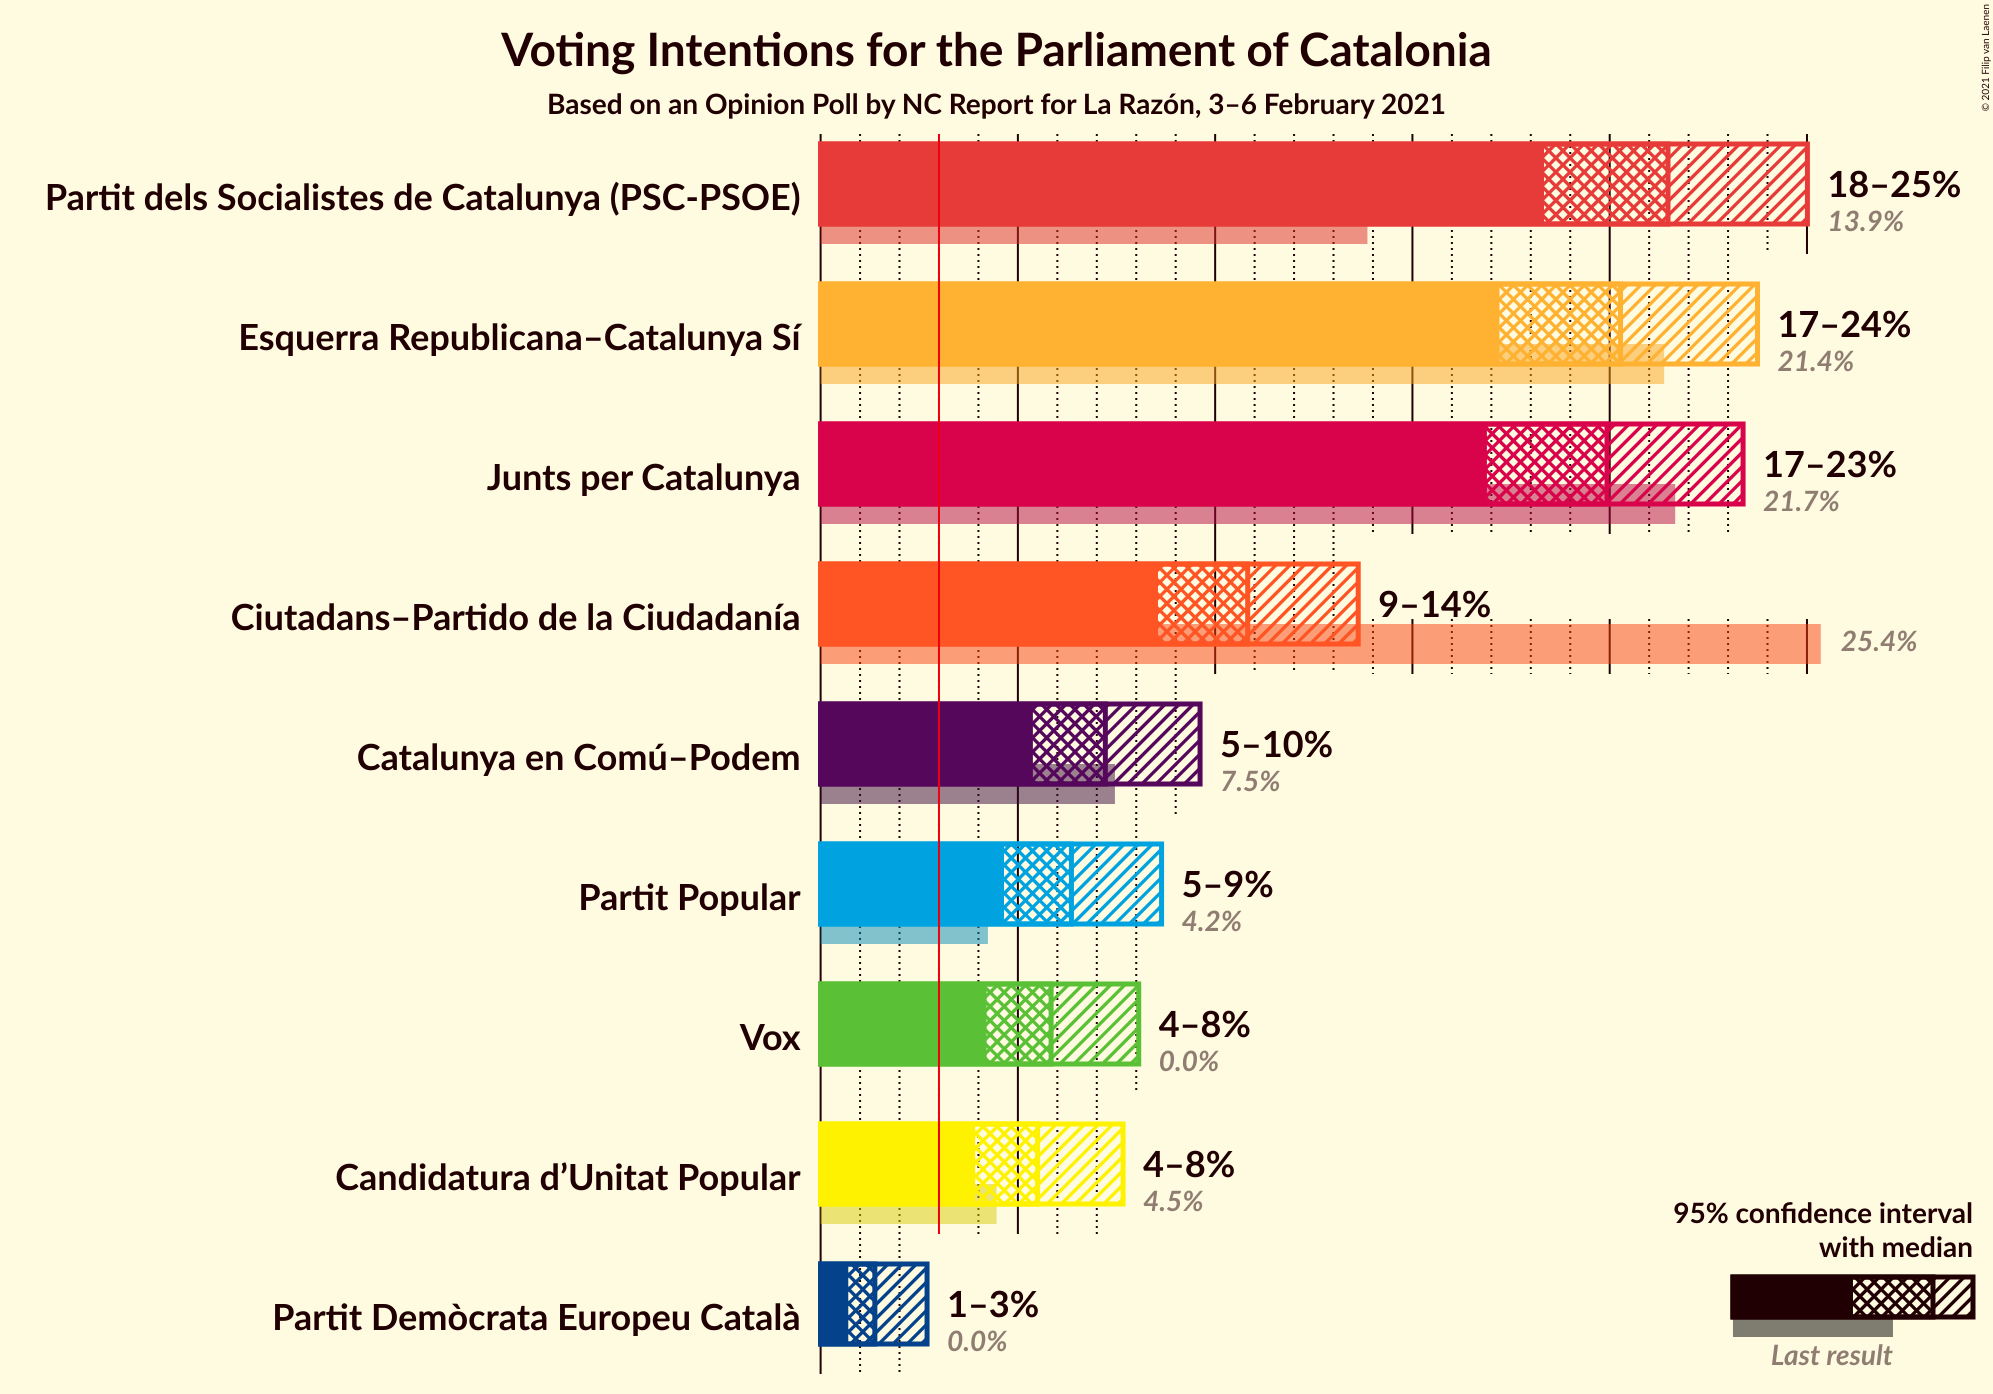 Voting Intentions for the Parliament of Catalonia
Based on an Opinion Poll by NC Report for La Razón, 3–6 February 2021
© 2021 Filip van Laenen
Partit dels Socialistes de Catalunya (PSC-PSOE)
18–25%
13.9%
Esquerra Republicana–Catalunya Sí
17–24%
21.4%
Junts per Catalunya
17–23%
21.7%
Ciutadans–Partido de la Ciudadanía
9–14%
25.4%
Catalunya en Comú–Podem
5–10%
7.5%
Partit Popular
5–9%
4.2%
Vox
4–8%
0.0%
Candidatura d’Unitat Popular
4–8%
4.5%
Partit Demòcrata Europeu Català
1–3%
0.0%
95% confidence interval
with median
Last result